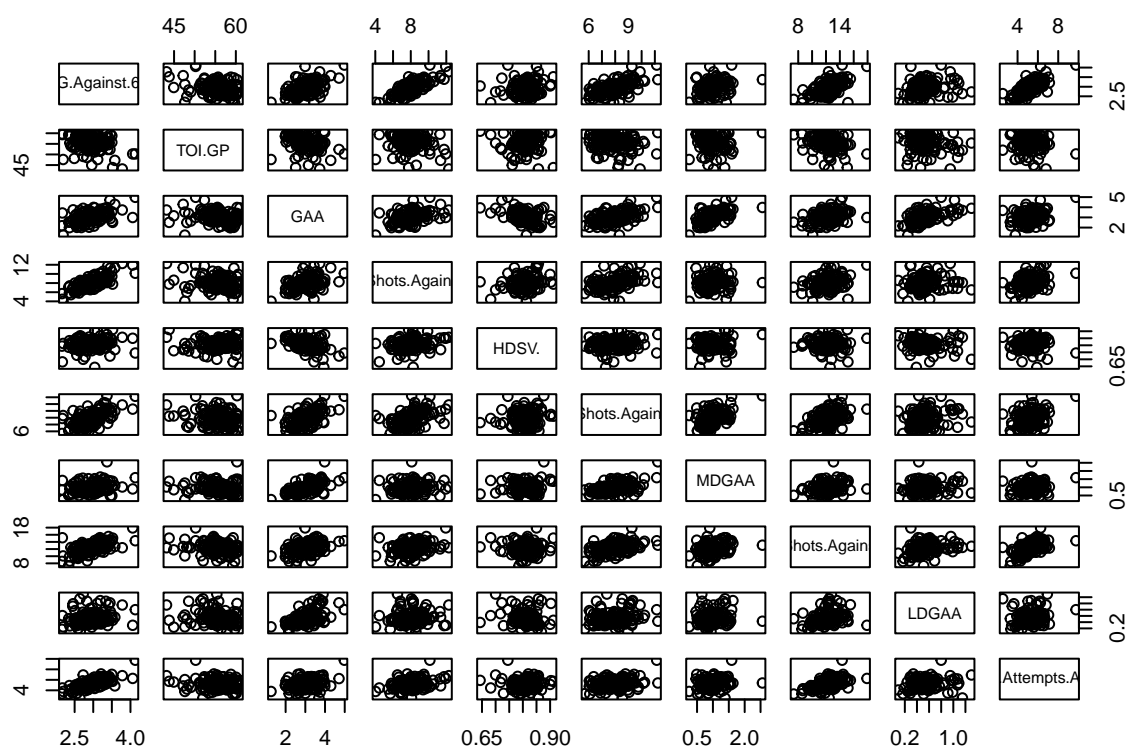 45 60 4 8 6 9 8 14 4 8
G.Against.6 2.5
45 TOI.GP
GAA 2 5
4 12 Shots.Again
HDSV. 0.65
6 Shots.Again
MDGAA 0.5
8 18 Shots.Again
LDGAA 0.2
4 Attempts.A
2.5 4.0 2 4 0.65 0.90 0.5 2.0 0.2 1.0